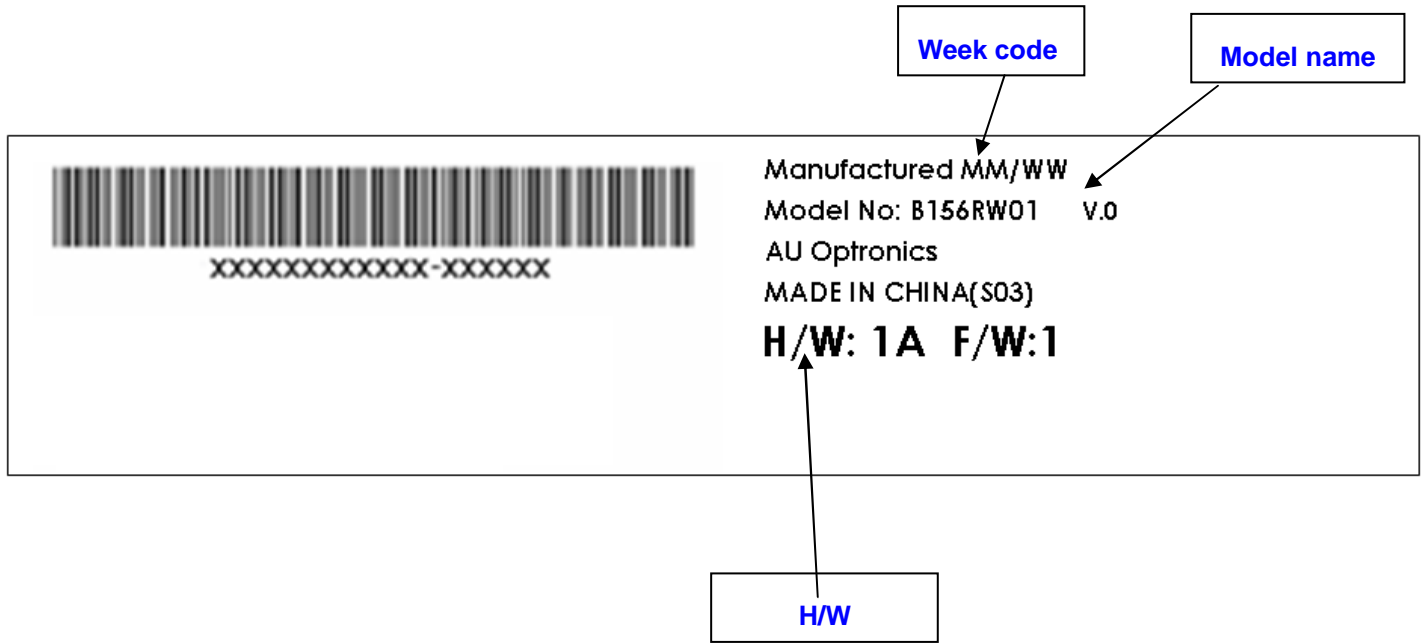 Week code
Model name
Manufactured MM/WW
Model No: B156RW01 V.0
AU Optronics
MADE IN CHINA(S03)
H/W: 1A F/W:1
XXXXXXXXXXXX-XXXXXX
H/W